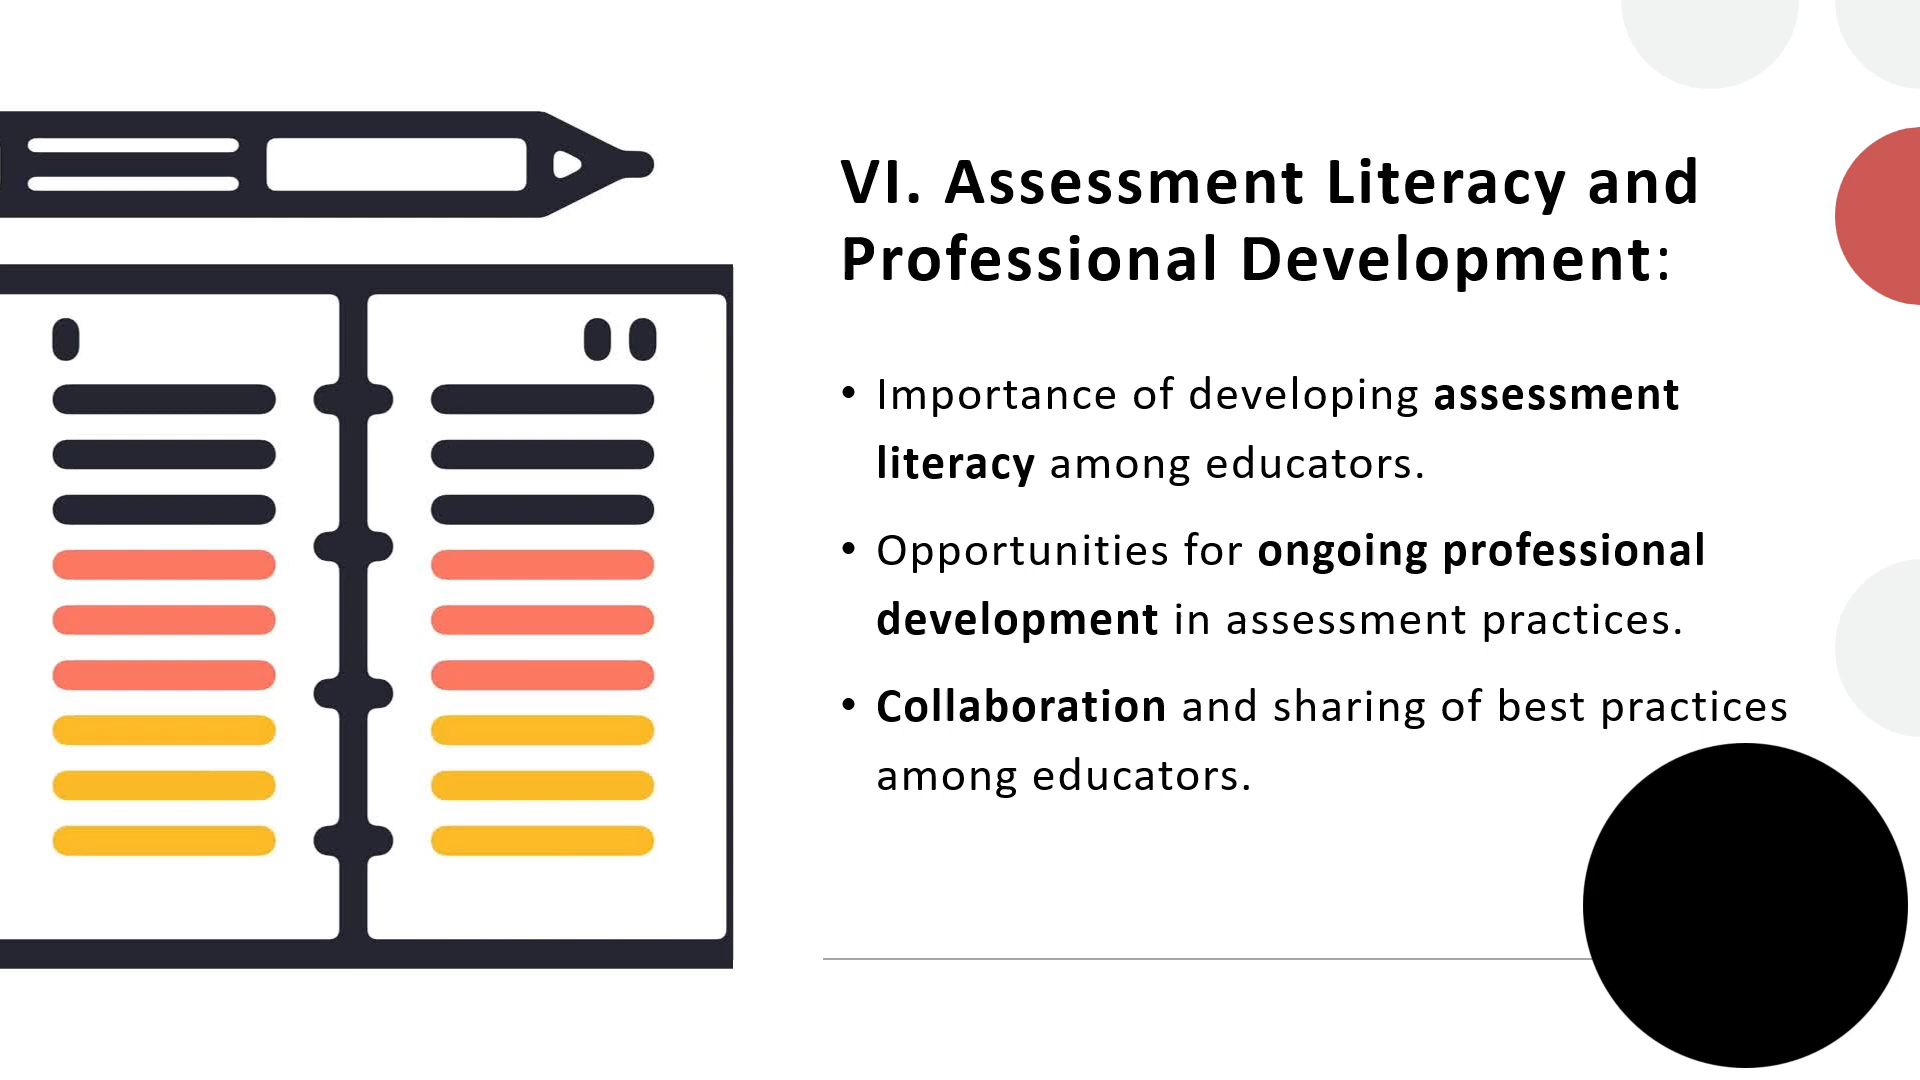 VI. Assessment Literacy and
Professional Development:
• Importance of developing assessment
literacy among educators.
• Opportunities for ongoing professional
development in assessment practices.
• Collaboration and sharing of best practices
among educators.